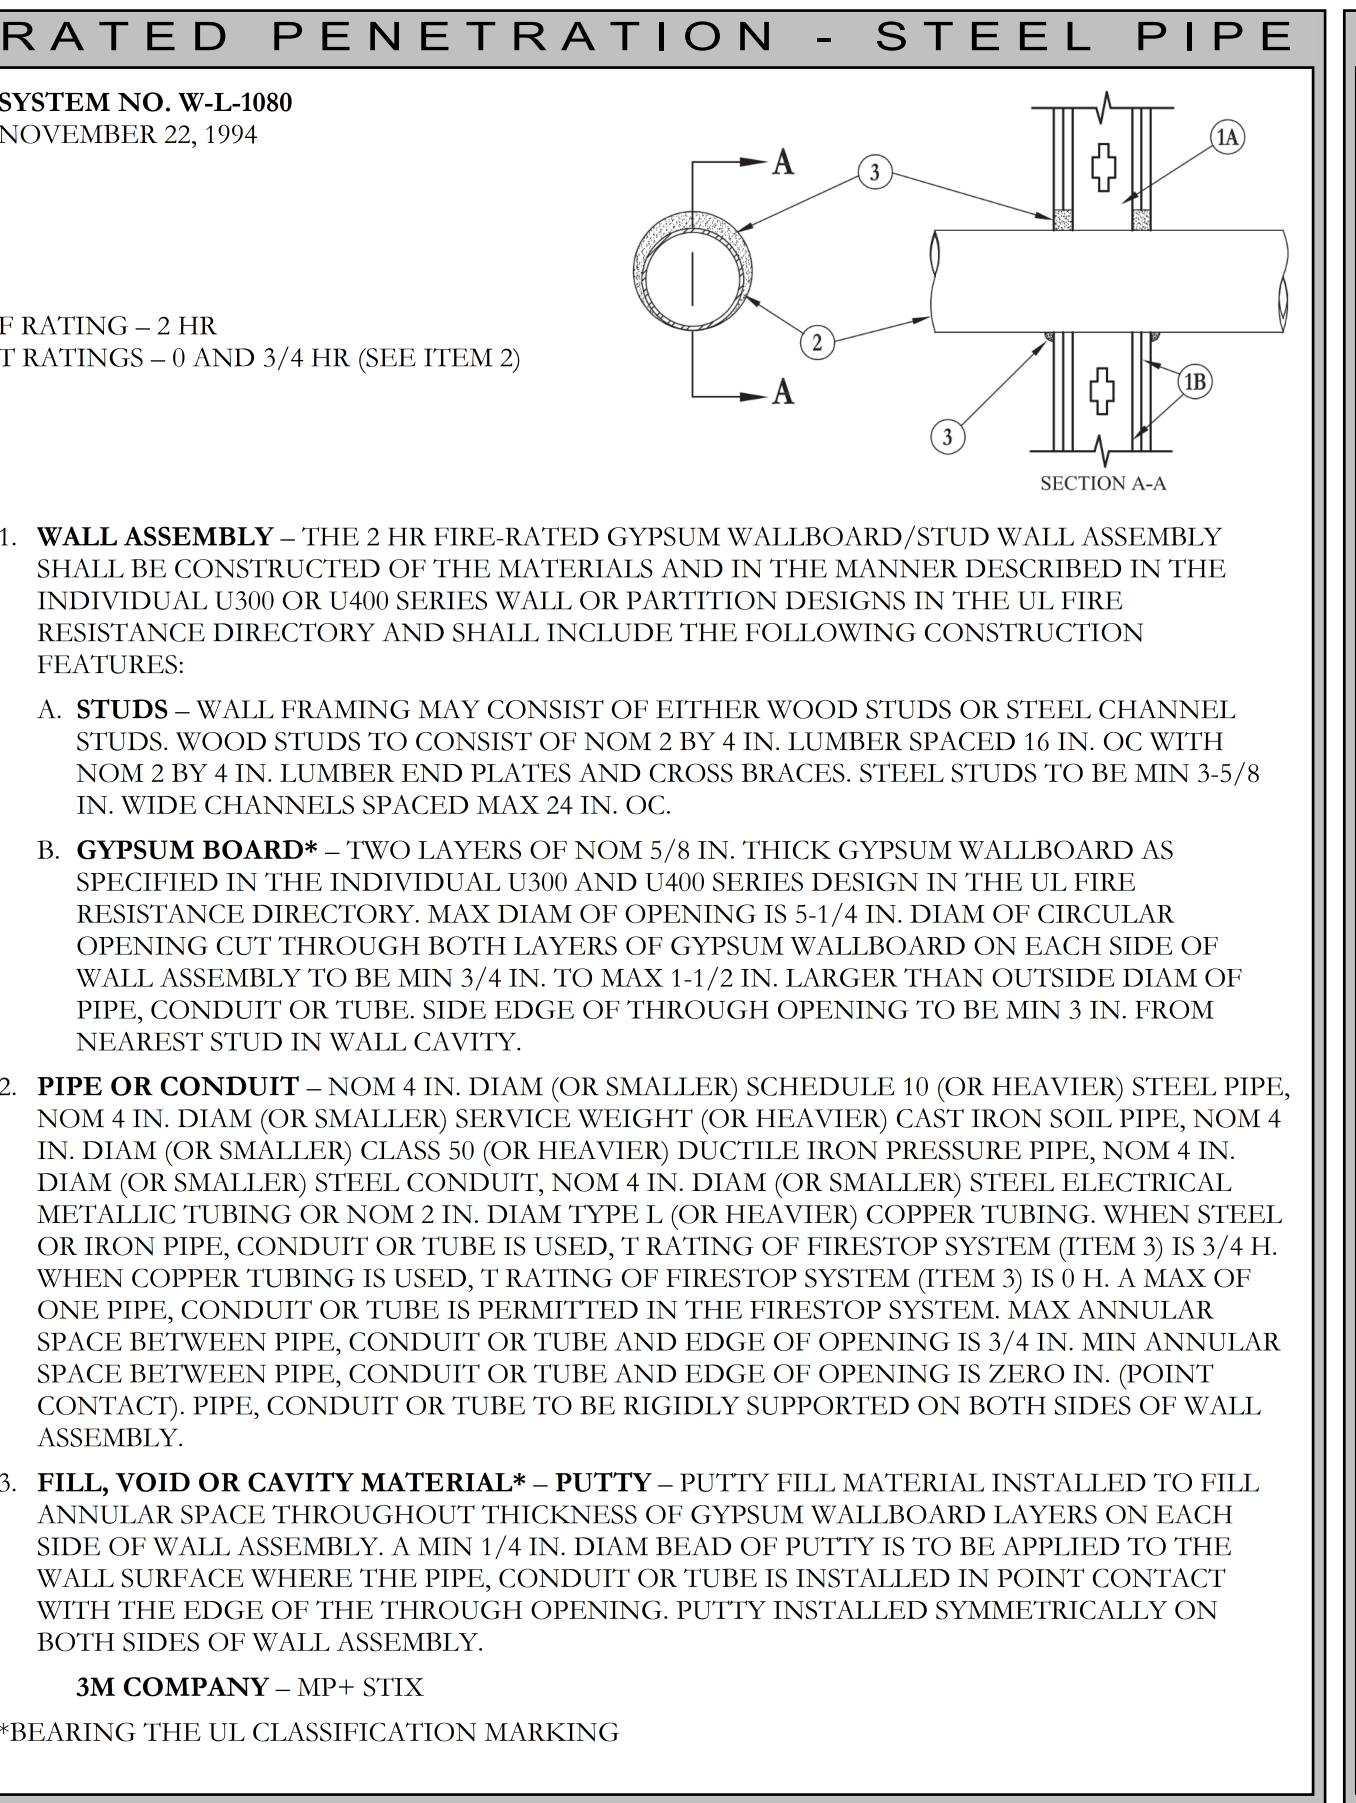 RATED PENETRATION - STEEL PIPE
SYSTEM NO. W-L-1080
NOVEMBER 22, 1994
F RATING – 2 HR
T RATINGS – 0 AND 3/4 HR (SEE ITEM 2)
A
3
1A
2
1B
A
3
SECTION A-A
1. WALL ASSEMBLY – THE 2 HR FIRE-RATED GYPSUM WALLBOARD/STUD WALL ASSEMBLY
SHALL BE CONSTRUCTED OF THE MATERIALS AND IN THE MANNER DESCRIBED IN THE
INDIVIDUAL U300 OR U400 SERIES WALL OR PARTITION DESIGNS IN THE UL FIRE
RESISTANCE DIRECTORY AND SHALL INCLUDE THE FOLLOWING CONSTRUCTION
FEATURES:
A. STUDS – WALL FRAMING MAY CONSIST OF EITHER WOOD STUDS OR STEEL CHANNEL
STUDS. WOOD STUDS TO CONSIST OF NOM 2 BY 4 IN. LUMBER SPACED 16 IN. OC WITH
NOM 2 BY 4 IN. LUMBER END PLATES AND CROSS BRACES. STEEL STUDS TO BE MIN 3-5/8
IN. WIDE CHANNELS SPACED MAX 24 IN. OC.
B. GYPSUM BOARD* – TWO LAYERS OF NOM 5/8 IN. THICK GYPSUM WALLBOARD AS
SPECIFIED IN THE INDIVIDUAL U300 AND U400 SERIES DESIGN IN THE UL FIRE
RESISTANCE DIRECTORY. MAX DIAM OF OPENING IS 5-1/4 IN. DIAM OF CIRCULAR
OPENING CUT THROUGH BOTH LAYERS OF GYPSUM WALLBOARD ON EACH SIDE OF
WALL ASSEMBLY TO BE MIN 3/4 IN. TO MAX 1-1/2 IN. LARGER THAN OUTSIDE DIAM OF
PIPE, CONDUIT OR TUBE. SIDE EDGE OF THROUGH OPENING TO BE MIN 3 IN. FROM
NEAREST STUD IN WALL CAVITY.
2. PIPE OR CONDUIT – NOM 4 IN. DIAM (OR SMALLER) SCHEDULE 10 (OR HEAVIER) STEEL PIPE,
NOM 4 IN. DIAM (OR SMALLER) SERVICE WEIGHT (OR HEAVIER) CAST IRON SOIL PIPE, NOM 4
IN. DIAM (OR SMALLER) CLASS 50 (OR HEAVIER) DUCTILE IRON PRESSURE PIPE, NOM 4 IN.
DIAM (OR SMALLER) STEEL CONDUIT, NOM 4 IN. DIAM (OR SMALLER) STEEL ELECTRICAL
METALLIC TUBING OR NOM 2 IN. DIAM TYPE L (OR HEAVIER) COPPER TUBING. WHEN STEEL
OR IRON PIPE, CONDUIT OR TUBE IS USED, T RATING OF FIRESTOP SYSTEM (ITEM 3) IS 3/4 H.
WHEN COPPER TUBING IS USED, T RATING OF FIRESTOP SYSTEM (ITEM 3) IS 0 H. A MAX OF
ONE PIPE, CONDUIT OR TUBE IS PERMITTED IN THE FIRESTOP SYSTEM. MAX ANNULAR
SPACE BETWEEN PIPE, CONDUIT OR TUBE AND EDGE OF OPENING IS 3/4 IN. MIN ANNULAR
SPACE BETWEEN PIPE, CONDUIT OR TUBE AND EDGE OF OPENING IS ZERO IN. (POINT
CONTACT). PIPE, CONDUIT OR TUBE TO BE RIGIDLY SUPPORTED ON BOTH SIDES OF WALL
ASSEMBLY.
3. FILL, VOID OR CAVITY MATERIAL* – PUTTY – PUTTY FILL MATERIAL INSTALLED TO FILL
ANNULAR SPACE THROUGHOUT THICKNESS OF GYPSUM WALLBOARD LAYERS ON EACH
SIDE OF WALL ASSEMBLY. A MIN 1/4 IN. DIAM BEAD OF PUTTY IS TO BE APPLIED TO THE
WALL SURFACE WHERE THE PIPE, CONDUIT OR TUBE IS INSTALLED IN POINT CONTACT
WITH THE EDGE OF THE THROUGH OPENING. PUTTY INSTALLED SYMMETRICALLY ON
BOTH SIDES OF WALL ASSEMBLY.
3M COMPANY – MP+ STIX
*BEARING THE UL CLASSIFICATION MARKING